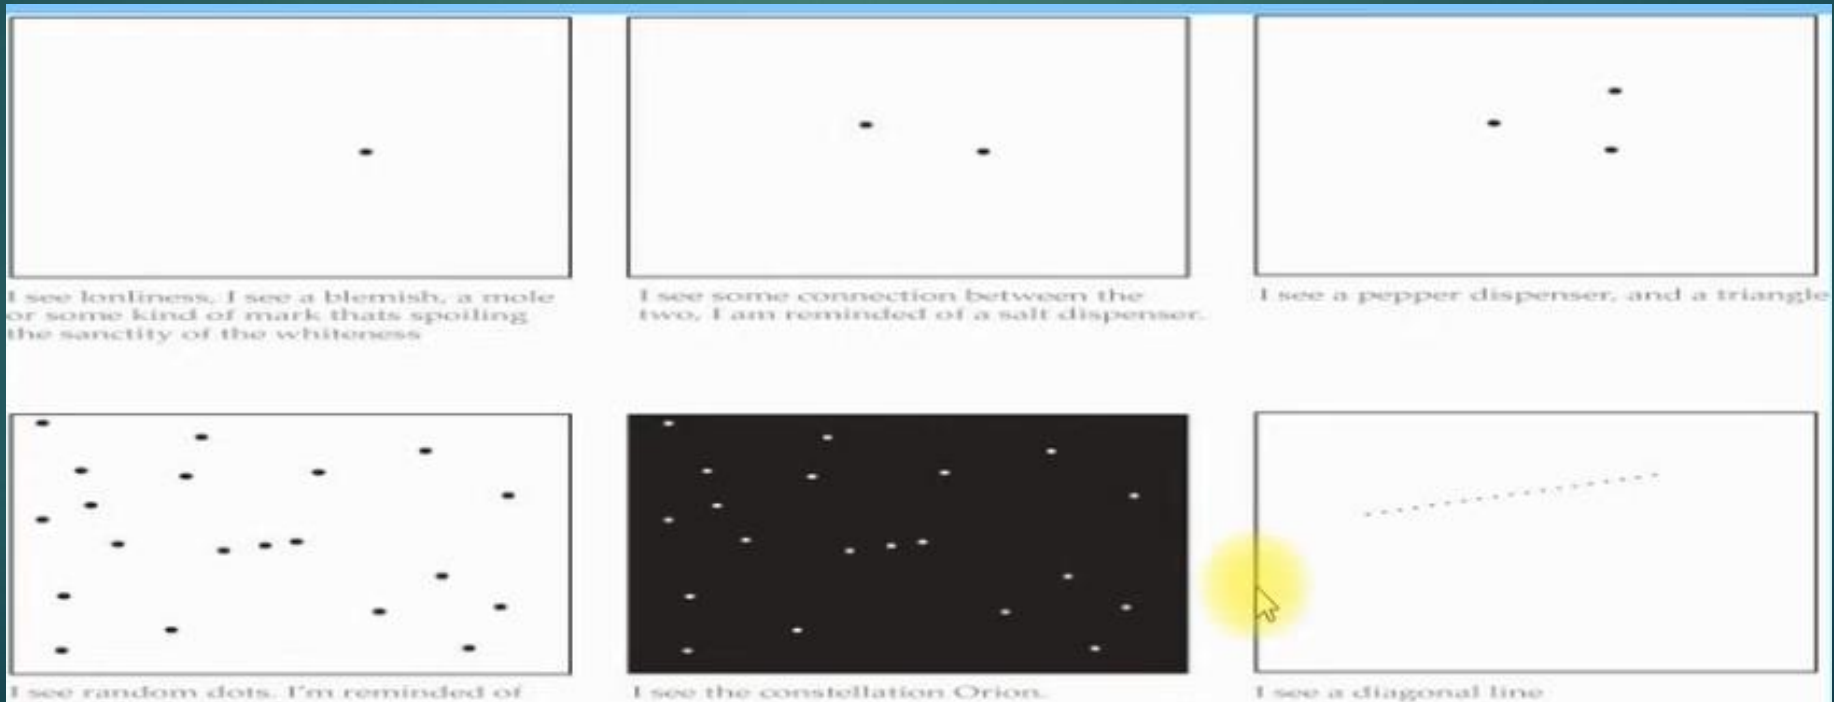 I see lonliness, I see a blemish, a mole
or some kind of mark thats spoiling
the sanctity of the whiteness
I see some connection between the
two, I am reminded of a salt dispenser.
I see a pepper dispenser, and a triangle
I see random dots. I'm reminded of
I see the constellation Orion.
I see a diagonal line